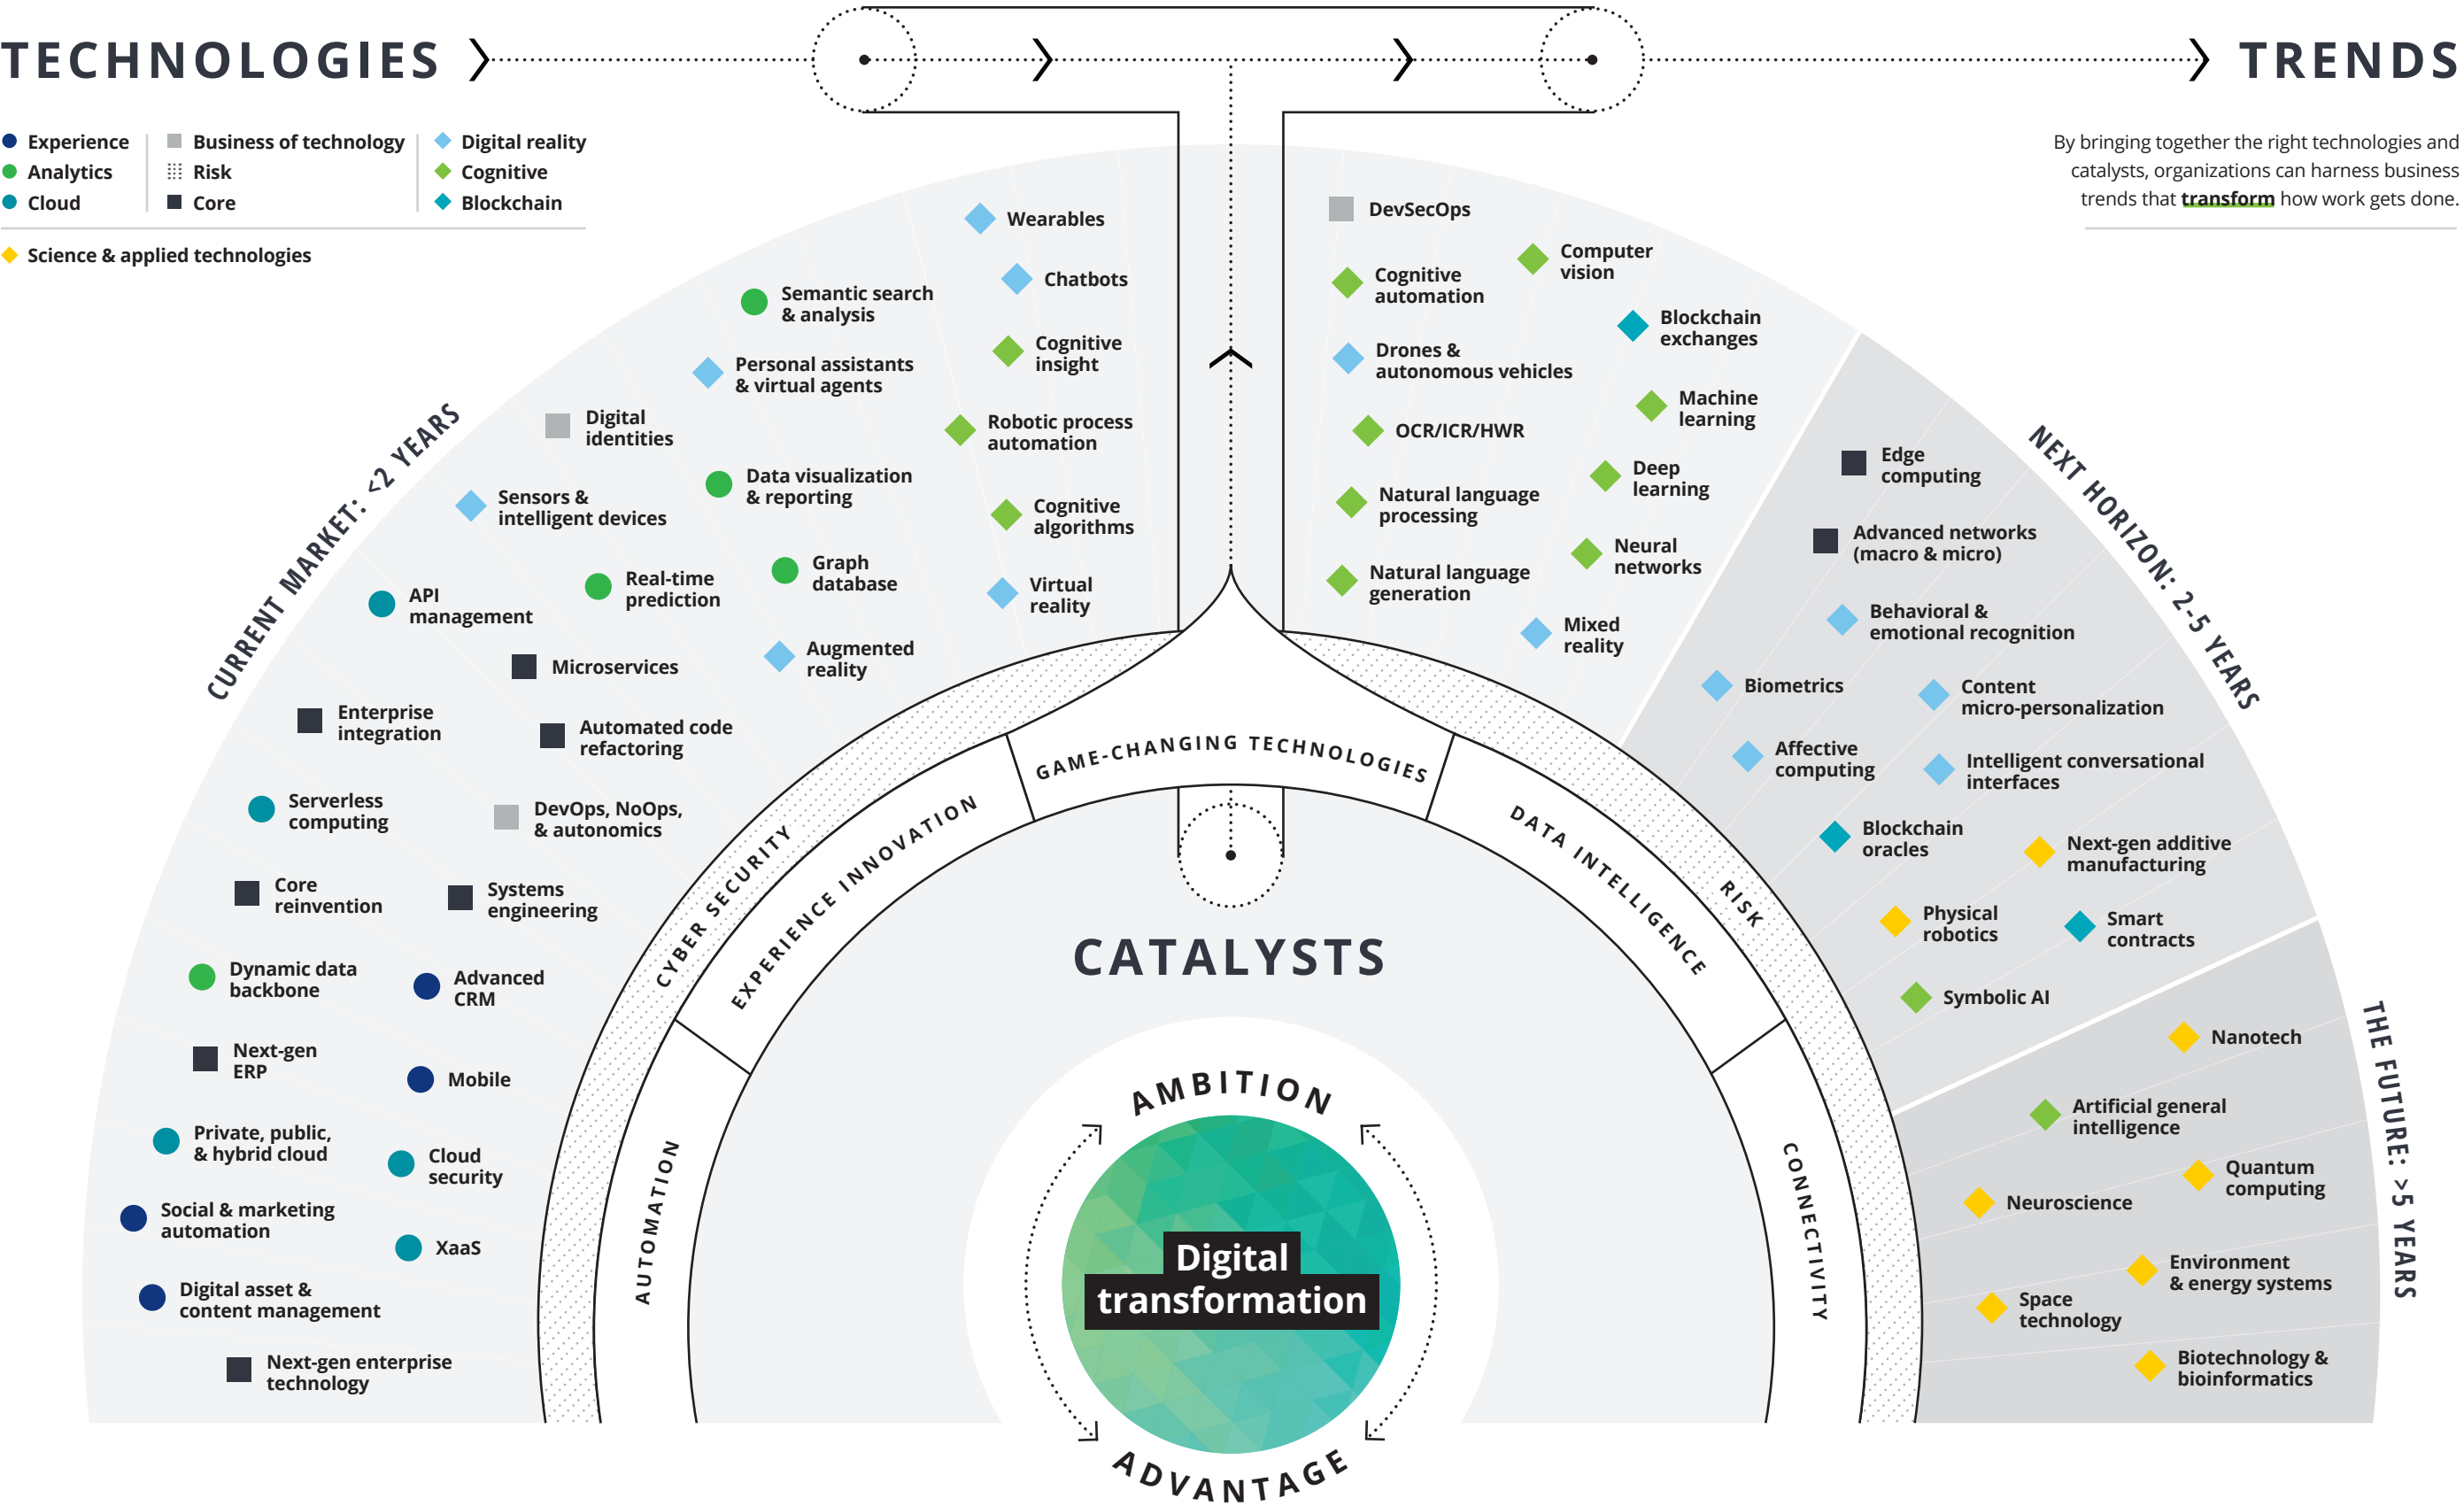 TECHNOLOGIES
TRENDS
Experience
Analytics
Cloud
Business of technology
Risk
Core
Digital reality
Cognitive
Blockchain
Science & applied technologies
By bringing together the right technologies and
catalysts, organizations can harness business
trends that transform how work gets done.
CURRENT MARKET: <2 YEARS
Wearables
Chatbots
Semantic search
& analysis
Cognitive
insight
Personal assistants
& virtual agents
Digital
identities
Robotic process
automation
Data visualization
& reporting
Sensors &
intelligent devices
Cognitive
algorithms
Graph
database
Real-time
prediction
API
management
Virtual
reality
Augmented
reality
Microservices
Enterprise
integration
Automated code
refactoring
Serverless
computing
DevOps, NoOps,
& autonomics
Core
reinvention
Systems
engineering
Dynamic data
backbone
Advanced
CRM
Next-gen
ERP
Mobile
Private, public,
& hybrid cloud
Cloud
security
Social & marketing
automation
XaaS
Digital asset &
content management
Next-gen enterprise
technology
DevSecOps
Computer
vision
Cognitive
automation
Blockchain
exchanges
Drones &
autonomous vehicles
Machine
learning
OCR/ICR/HWR
Deep
learning
Natural language
processing
Neural
networks
Natural language
generation
Mixed
reality
NEXT HORIZON: 2-5 YEARS
Edge
computing
Advanced networks
(macro & micro)
Behavioral &
emotional recognition
Biometrics
Content
micro-personalization
Affective
computing
Intelligent conversational
interfaces
Blockchain
oracles
Next-gen additive
manufacturing
Physical
robotics
Smart
contracts
Symbolic AI
THE FUTURE: >5 YEARS
Nanotech
Artificial general
intelligence
Quantum
computing
Neuroscience
Environment
& energy systems
Space
technology
Biotechnology &
bioinformatics
CYBER SECURITY
RISK
AUTOMATION
EXPERIENCE INNOVATION
GAME-CHANGING TECHNOLOGIES
DATA INTELLIGENCE
CONNECTIVITY
CATALYSTS
AMBITION
Digital
transformation
ADVANTAGE